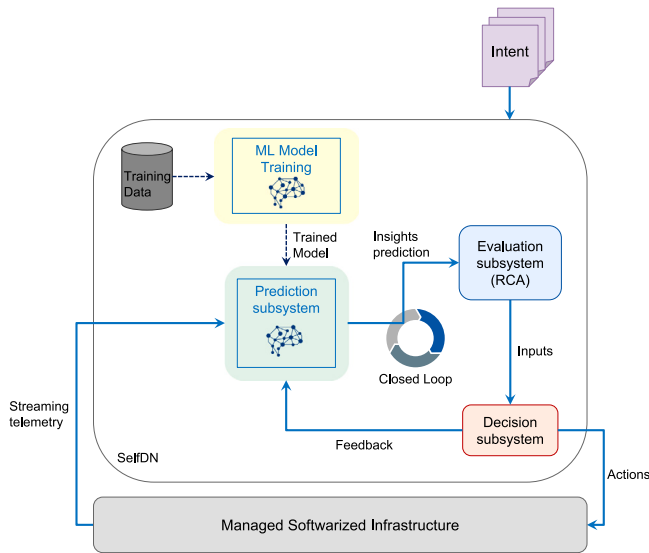 Intent
ML Model
Training
Training
Data
Trained
Model
Insights
prediction
Evaluation
subsystem
(RCA)
Prediction
subsystem
Closed Loop
Inputs
Streaming
telemetry
Decision
subsystem
Feedback
SelfDN
Actions
Managed Softwarized Infrastructure